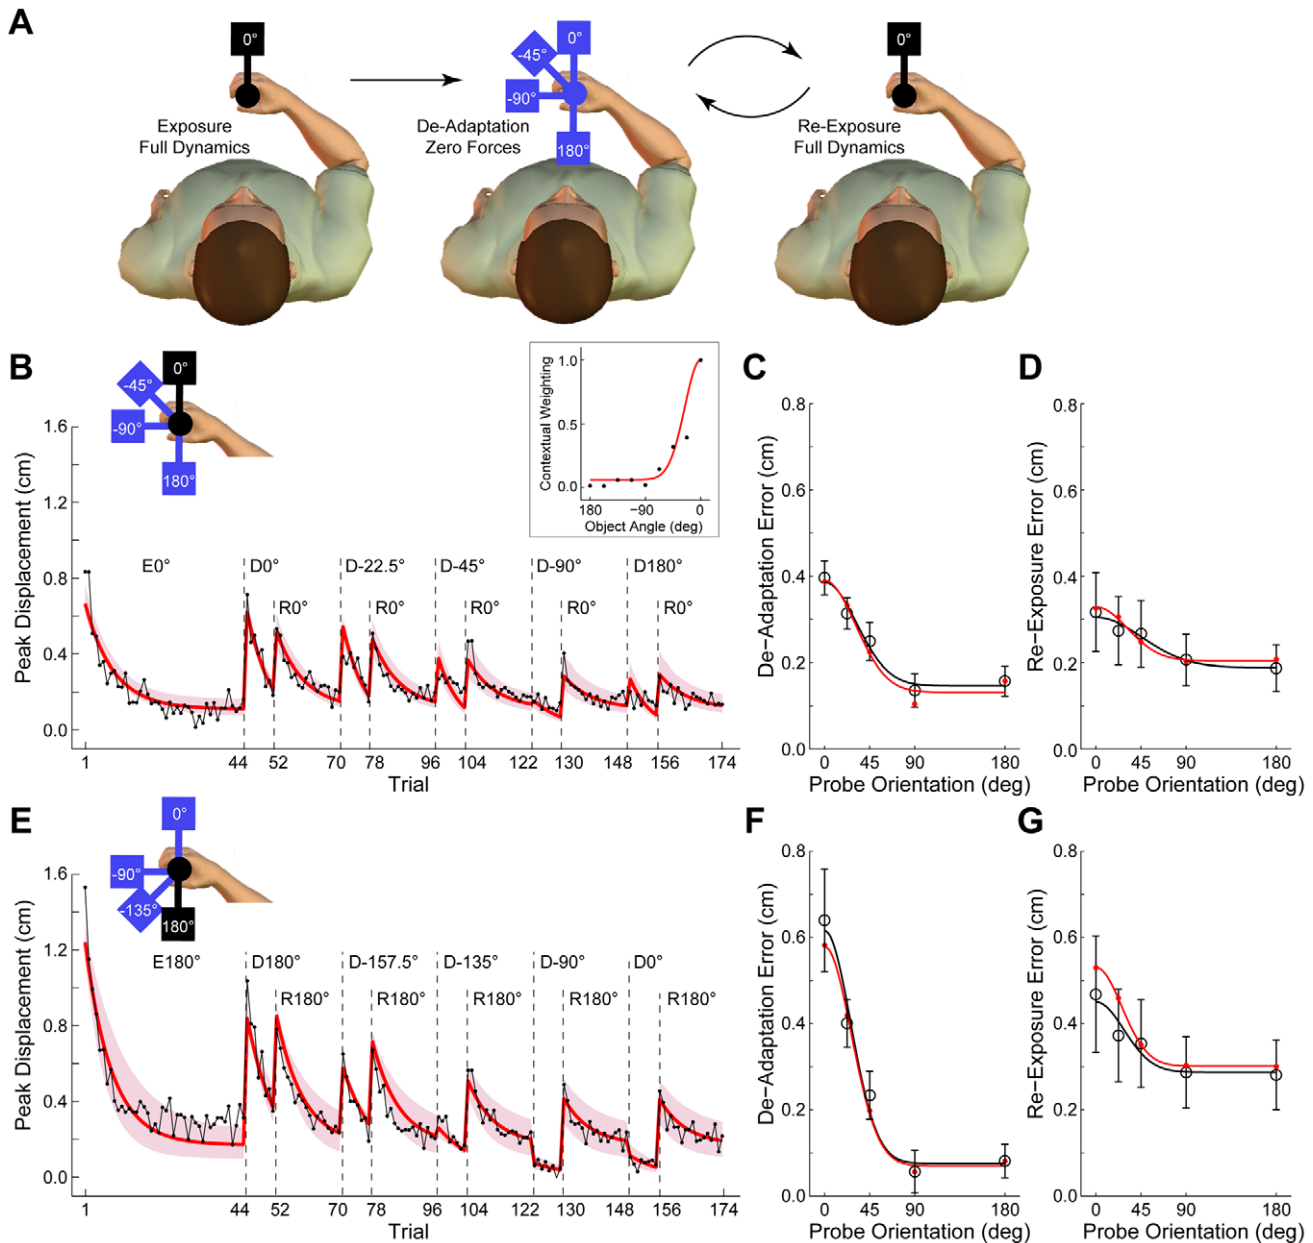 A
0°
-45°
-90°
0°
180°
0°
Exposure
Full Dynamics
De-Adaptation
Zero Forces
Re-Exposure
Full Dynamics
B
0°
-45°
-90°
180°
Peak Displacement (cm)
1.6
1.2
0.8
0.4
0.0
E0°
D0°
D-22.5°
D-45°
D-90°
D180°
R0°
R0°
R0°
R0°
R0°
1
44
52
70
78
96
104
122
130
148
156
174
Trial
Contextual Weighting
1.0
0.5
0.0
180
−90
0
Object Angle (deg)
C
De−Adaptation Error (cm)
0.8
0.6
0.4
0.2
0.0
0
45
90
180
Probe Orientation (deg)
D
Re−Exposure Error (cm)
0.8
0.6
0.4
0.2
0.0
0
45
90
180
Probe Orientation (deg)
E
0°
-90°
-135°
180°
Peak Displacement (cm)
1.6
1.2
0.8
0.4
0.0
E180°
D180°
D-157.5°
D-135°
D-90°
D0°
R180°
R180°
R180°
R180°
R180°
1
44
52
70
78
96
104
122
130
148
156
174
Trial
F
De−Adaptation Error (cm)
0.8
0.6
0.4
0.2
0.0
0
45
90
180
Probe Orientation (deg)
G
Re−Exposure Error (cm)
0.8
0.6
0.4
0.2
0.0
0
45
90
180
Probe Orientation (deg)